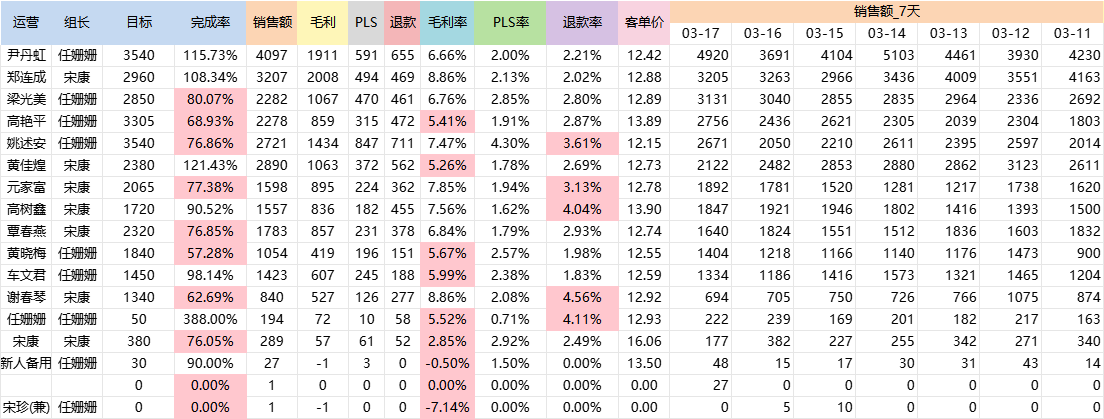 运营 组长 目标 完成率 销售额 毛利 PLS 退款 毛利率 PLS率 退款率 客单价 销售额_7天
03-17 03-16 03-15 03-14 03-13 03-12 03-11
尹丹虹 任姗姗 3540 115.73% 4097 1911 591 655 6.66% 2.00% 2.21% 12.42 4920 3691 4104 5103 4461 3930 4230
郑连成 宋康 2960 108.34% 3207 2008 494 469 8.86% 2.13% 2.02% 12.88 3205 3263 2966 3436 4009 3551 4163
梁光美 任姗姗 2850 80.07% 2282 1067 470 461 6.76% 2.85% 2.80% 12.89 3131 3040 2855 2835 2964 2336 2692
高艳平 任姗姗 3305 68.93% 2278 859 315 472 5.41% 1.91% 2.87% 13.89 2756 2436 2621 2305 2039 2304 1803
姚述安 任姗姗 3540 76.86% 2721 1434 847 711 7.47% 4.30% 3.61% 12.15 2671 2050 2210 2611 2395 2597 2014
黄佳煌 宋康 2380 121.43% 2890 1063 372 562 5.26% 1.78% 2.69% 12.73 2122 2482 2853 2880 2862 3123 2611
元家富 宋康 2065 77.38% 1598 895 224 362 7.85% 1.94% 3.13% 12.78 1892 1781 1520 1281 1217 1738 1620
高树鑫 宋康 1720 90.52% 1557 836 182 455 7.56% 1.62% 4.04% 13.90 1847 1921 1946 1802 1416 1393 1500
覃春燕 宋康 2320 76.85% 1783 857 231 378 6.84% 1.79% 2.93% 12.74 1640 1824 1551 1512 1836 1603 1832
黄晓梅 任姗姗 1840 57.28% 1054 419 196 151 5.67% 2.57% 1.98% 12.55 1404 1218 1166 1140 1176 1473 900
车文君 任姗姗 1450 98.14% 1423 607 245 188 5.99% 2.38% 1.83% 12.59 1334 1186 1416 1573 1321 1465 1204
谢春琴 宋康 1340 62.69% 840 527 126 277 8.86% 2.08% 4.56% 12.92 694 705 750 726 766 1075 874
任姗姗 任姗姗 50 388.00% 194 72 10 58 5.52% 0.71% 4.11% 12.93 222 239 169 201 182 217 163
宋康 宋康 380 76.05% 289 57 61 52 2.85% 2.92% 2.49% 16.06 177 382 227 255 342 271 340
新人备用 任姗姗 30 90.00% 27 -1 3 0 -0.50% 1.50% 0.00% 13.50 48 15 17 30 31 43 14
0 0.00% 1 0 0 0 0.00% 0.00% 0.00% 0.00 27 0 0 0 0 0 0
宋珍(兼) 任姗姗 0 0.00% 1 -1 0 0 -7.14% 0.00% 0.00% 0.00 0 5 10 0 0 0 0